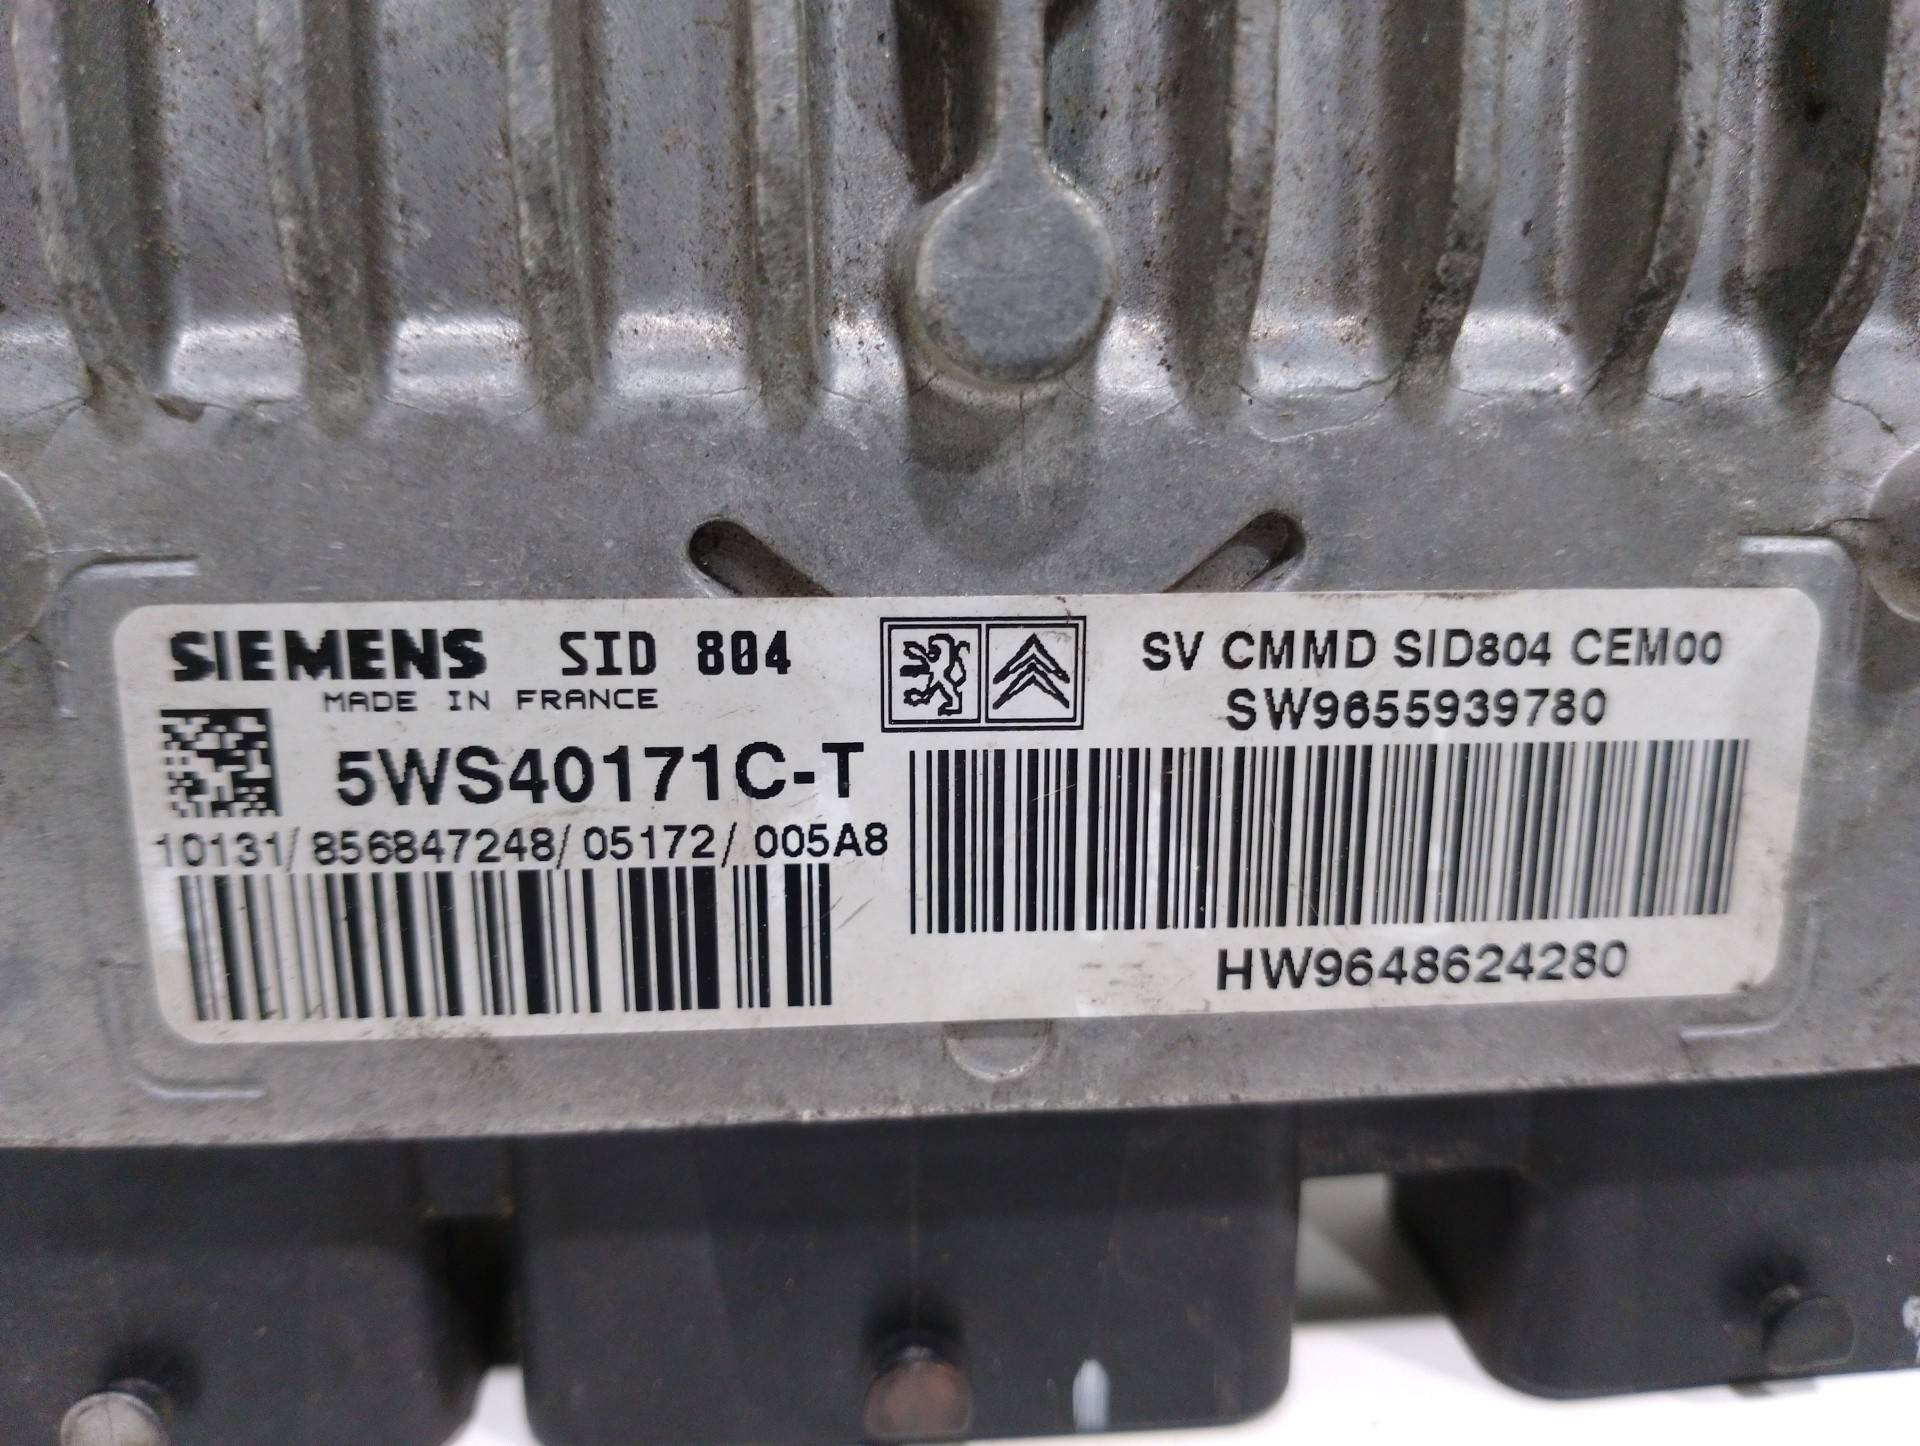 SIEMENS SID 804
MADE IN FRANCE
5WS40171C-T
10131/856847248/05172/005A8
SV CMMD SID804 CEM00
SW9655939780
HW9648624280